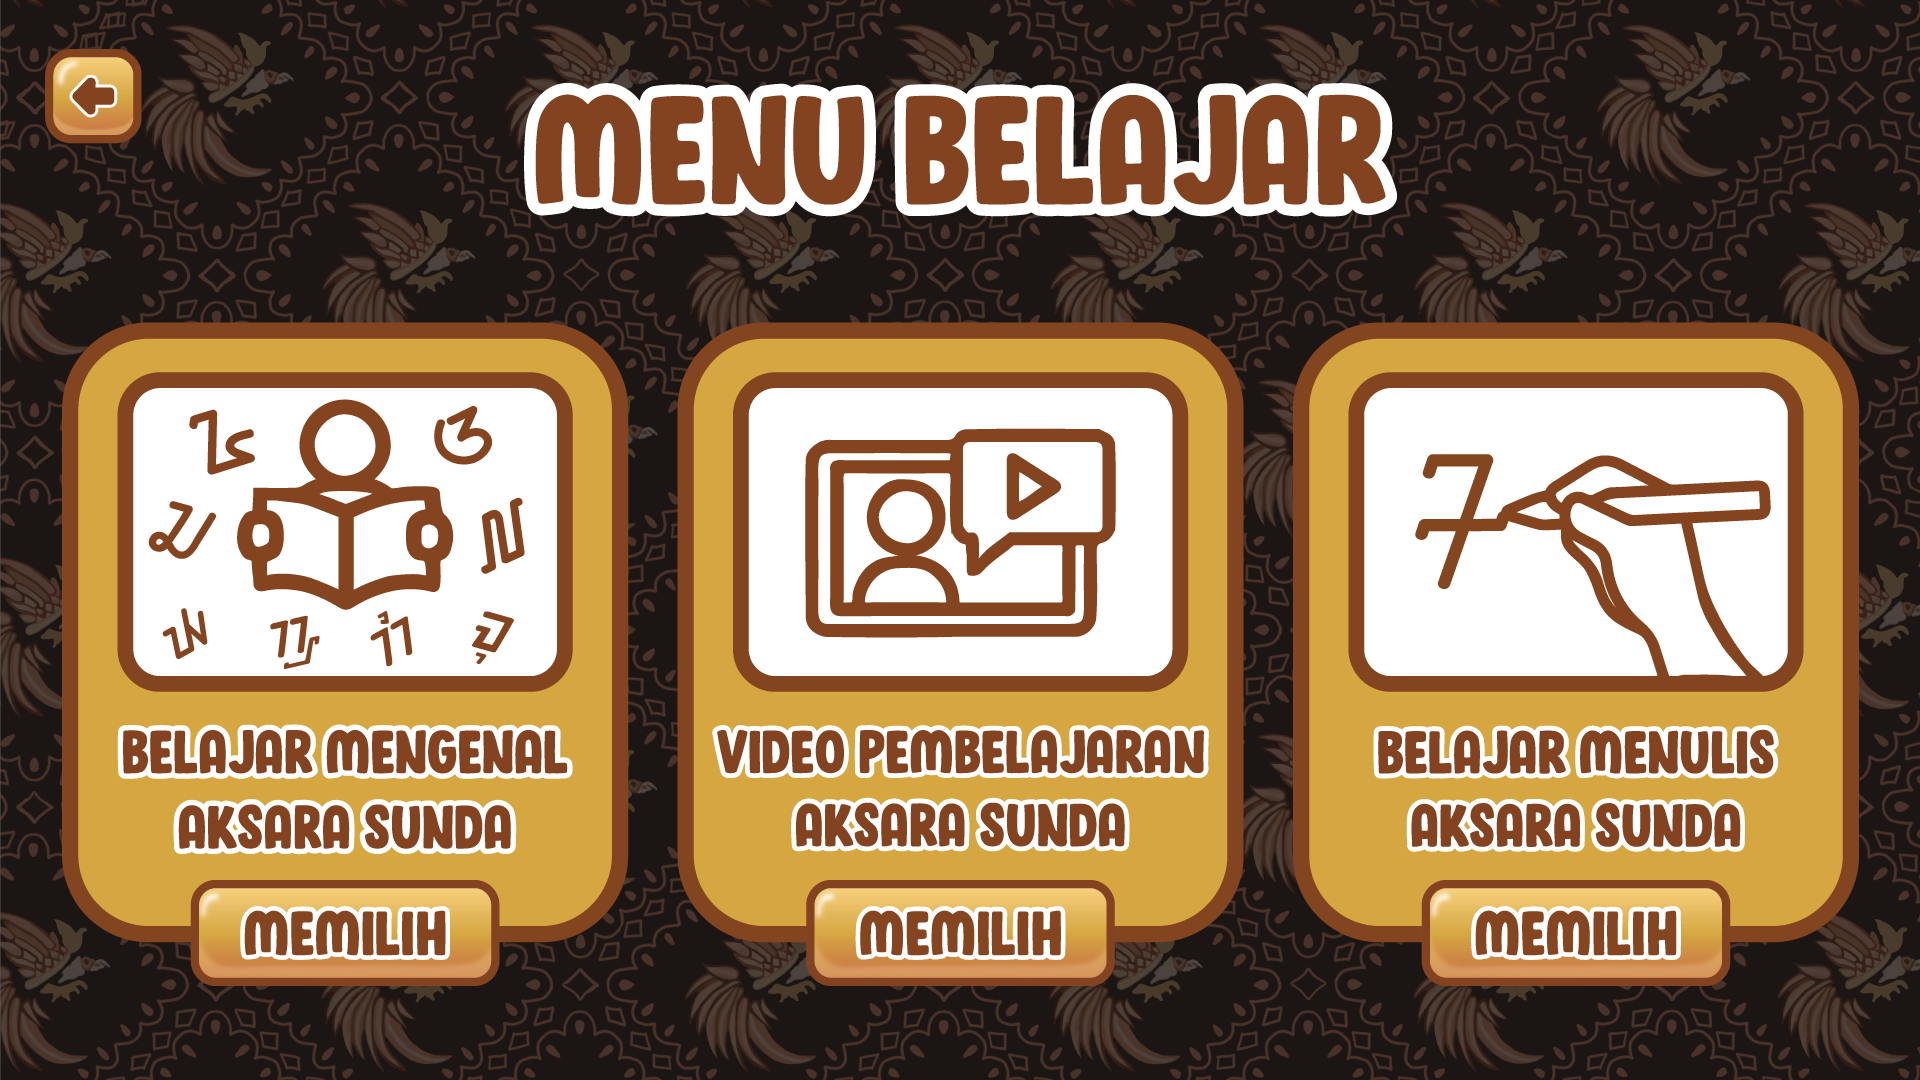 MENU BELAJAR
BELAJAR MENGENAL
AKSARA SUNDA
MEMILIH
VIDEO PEMBELAJARAN
AKSARA SUNDA
MEMILIH
BELAJAR MENULIS
AKSARA SUNDA
MEMILIH